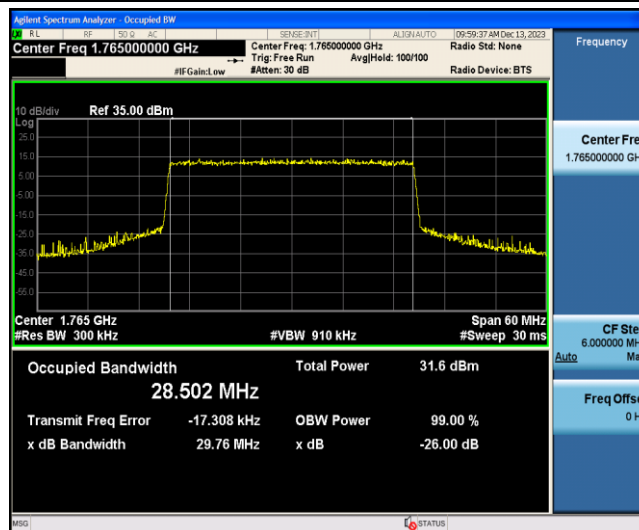 Agilent Spectrum Analyzer - Occupied BW
RL RF 50 Ω AC SENSE:INT ALIGN AUTO 09:59:37 AM Dec 13, 2023
Center Freq 1.765000000 GHz
Center Freq: 1.765000000 GHz
Radio Std: None
Trig: Free Run Avg|Hold: 100/100
#IFGain:Low #Atten: 30 dB Radio Device: BTS
10 dB/div Ref 35.00 dBm
Log
25.0
15.0
5.00
-5.00
-15.0
-25.0
-35.0
-45.0
-55.0
Center 1.765 GHz Span 60 MHz
#Res BW 300 kHz #VBW 910 kHz #Sweep 30 ms
Occupied Bandwidth Total Power 31.6 dBm
28.502 MHz
Transmit Freq Error -17.308 kHz OBW Power 99.00 %
x dB Bandwidth 29.76 MHz x dB -26.00 dB
MSG STATUS
Frequency
Center Fre
1.765000000 GH
CF Ste
6.000000 MH
Auto Ma
Freq Offse
0 H